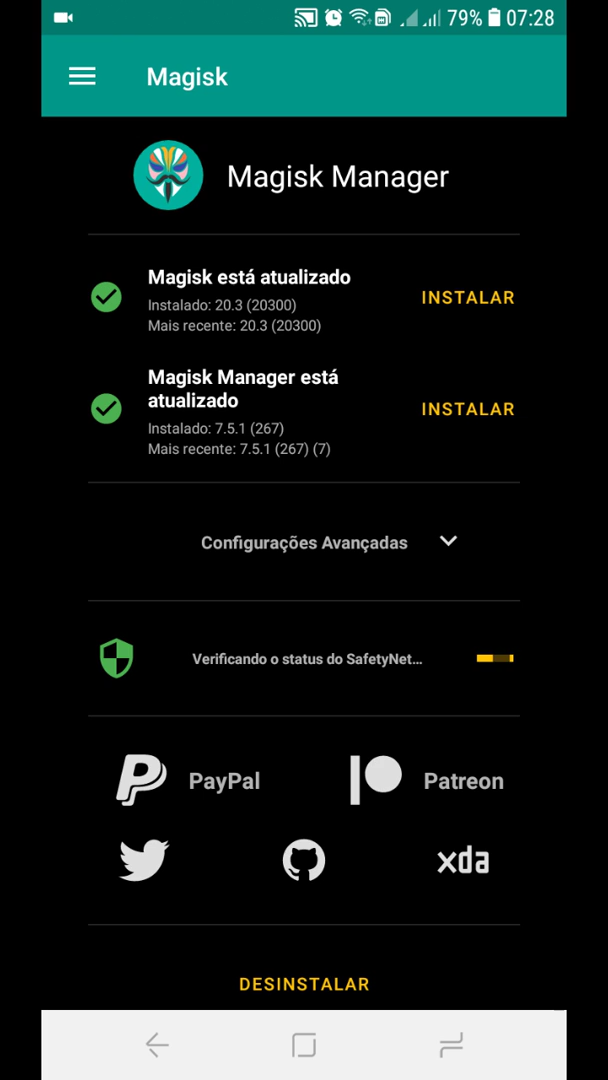 79% 07:28
Magisk
Magisk Manager
Magisk está atualizado
INSTALAR
Instalado: 20.3 (20300)
Mais recente: 20.3 (20300)
Magisk Manager está
atualizado
INSTALAR
Instalado: 7.5.1 (267)
Mais recente: 7.5.1 (267) (7)
Configurações Avançadas
Verificando o status do SafetyNet…
PayPal
Patreon
xda
DESINSTALAR